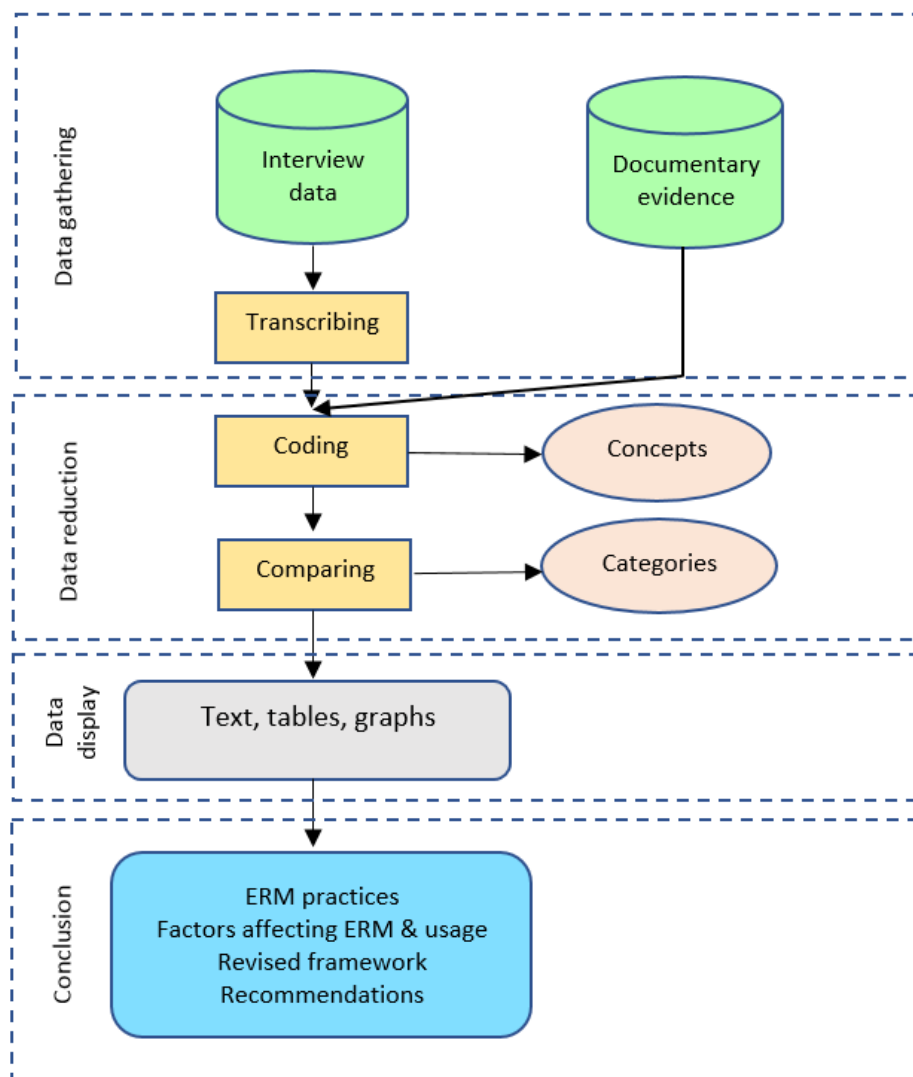 Data gathering
Interview
data
Documentary
evidence
Transcribing
Data reduction
Coding
Concepts
Comparing
Categories
Data
display
Text, tables, graphs
Conclusion
ERM practices
Factors affecting ERM & usage
Revised framework
Recommendations